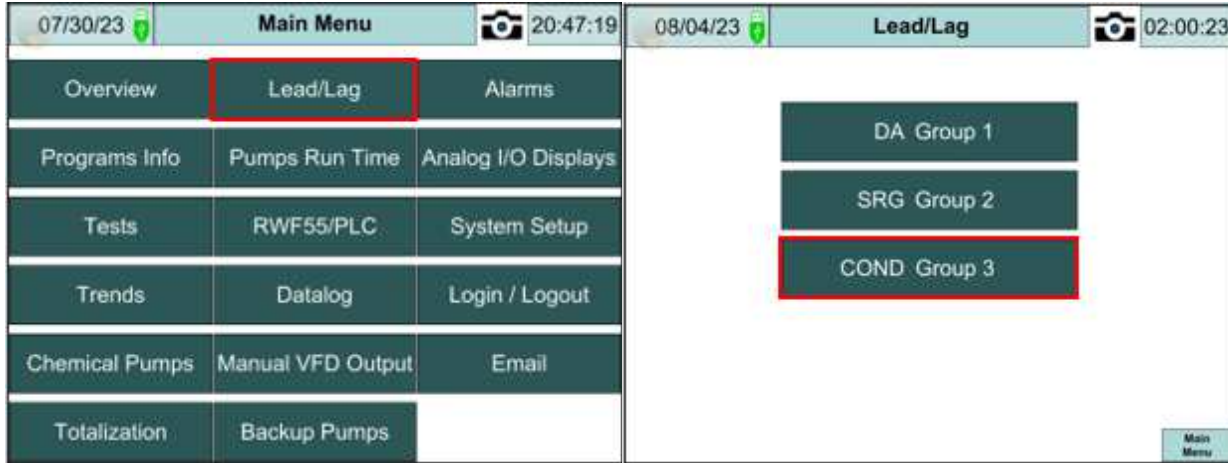 07/30/23 Main Menu 20:47:19
Overview Lead/Lag Alarms
Programs Info Pumps Run Time Analog I/O Displays
Tests RWF55/PLC System Setup
Trends Datalog Login / Logout
Chemical Pumps Manual VFD Output Email
Totalization Backup Pumps
08/04/23 Lead/Lag 02:00:23
DA Group 1
SRG Group 2
COND Group 3
Main
Menu